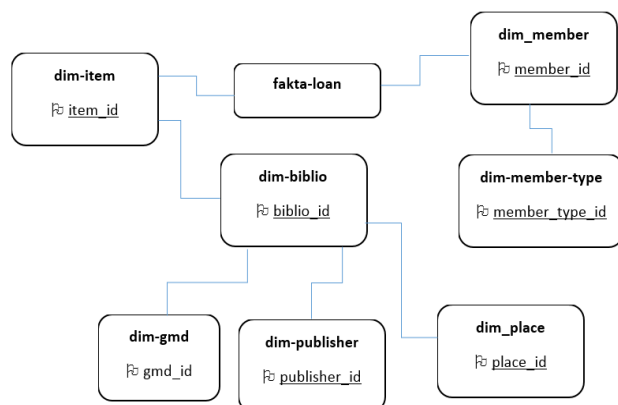 dim-item
item_id
fakta-loan
dim_member
member_id
dim-biblio
biblio_id
dim-member-type
member_type_id
dim-gmd
gmd_id
dim-publisher
publisher_id
dim_place
place_id